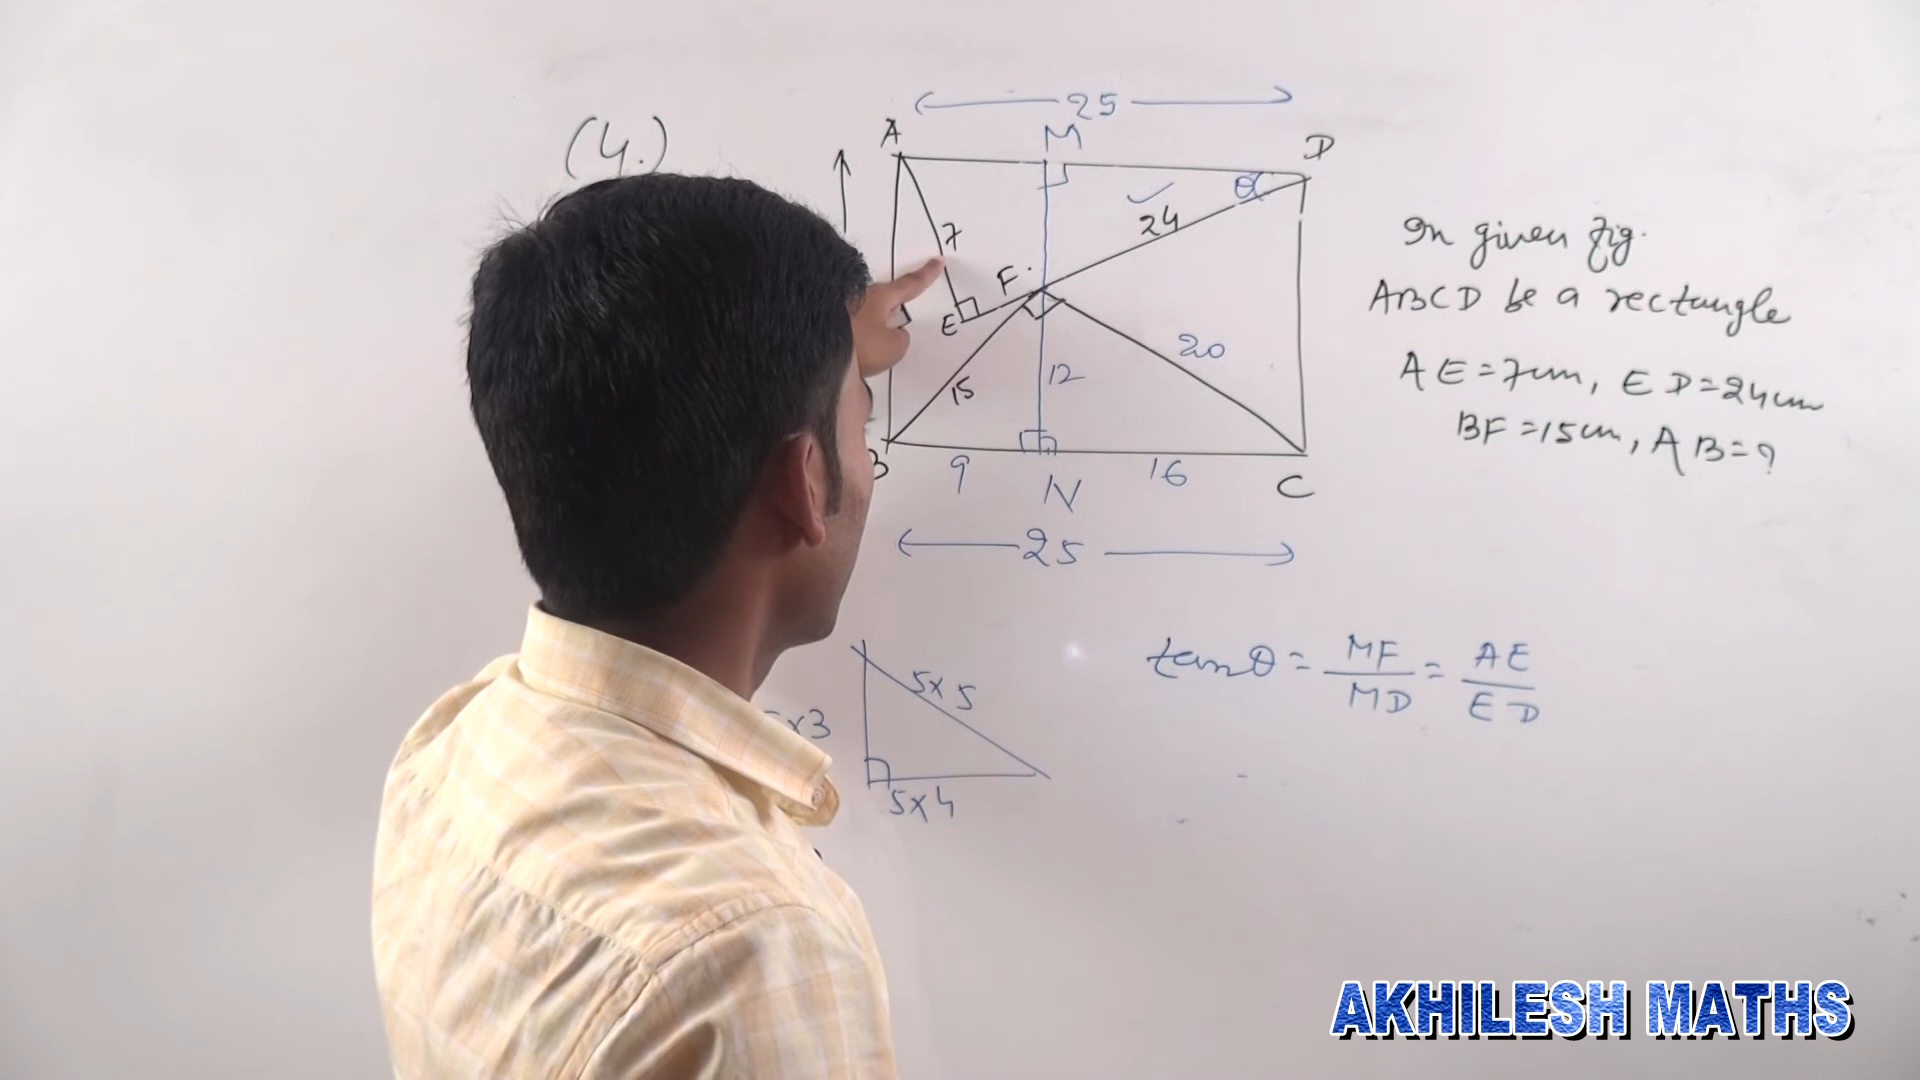 (4.)
25
A
M
D
θ
7
24
F.
E
15
12
20
B
9
N
16
C
25
In given fig.
ABCD be a rectangle
AE=7cm, ED=24cm
BF=15cm, AB=?
5×5
×3
5×4
tanθ = MF/MD = AE/ED
AKHILESH MATHS